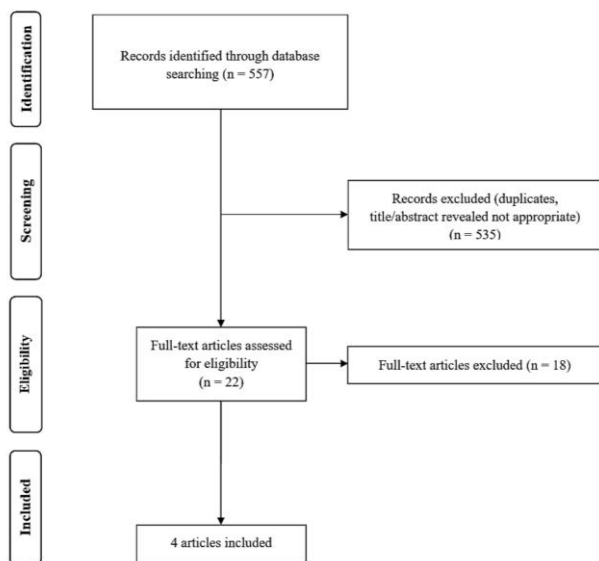 Identification
Records identified through database
searching (n = 557)
Screening
Records excluded (duplicates,
title/abstract revealed not appropriate)
(n = 535)
Eligibility
Full-text articles assessed
for eligibility
(n = 22)
Full-text articles excluded (n = 18)
Included
4 articles included